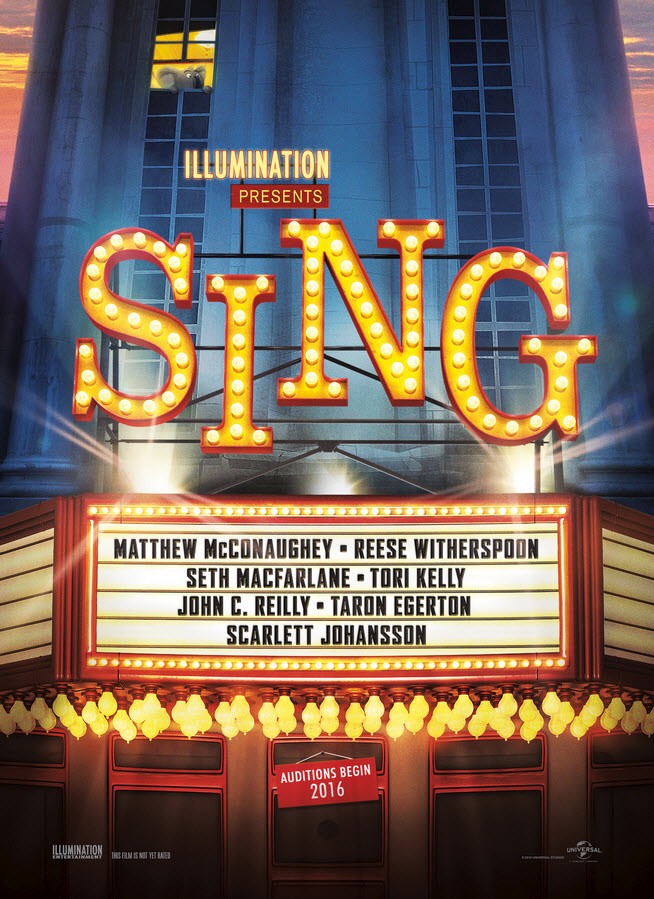 ILLUMINATION
PRESENTS
SING
MATTHEW McCONAUGHEY ▪ REESE WITHERSPOON
SETH MACFARLANE ▪ TORI KELLY
JOHN C. REILLY ▪ TARON EGERTON
SCARLETT JOHANSSON
AUDITIONS BEGIN
2016
ILLUMINATION
ENTERTAINMENT
THIS FILM IS NOT YET RATED
UNIVERSAL